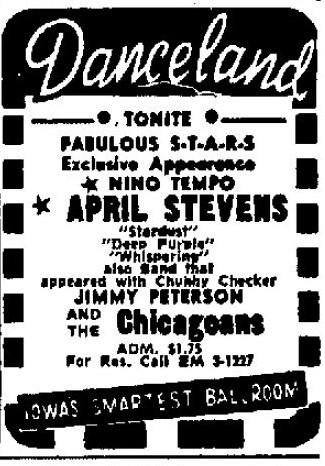 Danceland
TONITE
FABULOUS S-T-A-R-S
Exclusive Appearance
NINO TEMPO
APRIL STEVENS
"Stardust"
"Deep Purple"
"Whispering"
also Band that
appeared with Chubby Checker
JIMMY PETERSON
AND THE Chicagoans
ADM. $1.75
For Res. Call EM 3-1227
IOWA'S SMARTEST BALLROOM